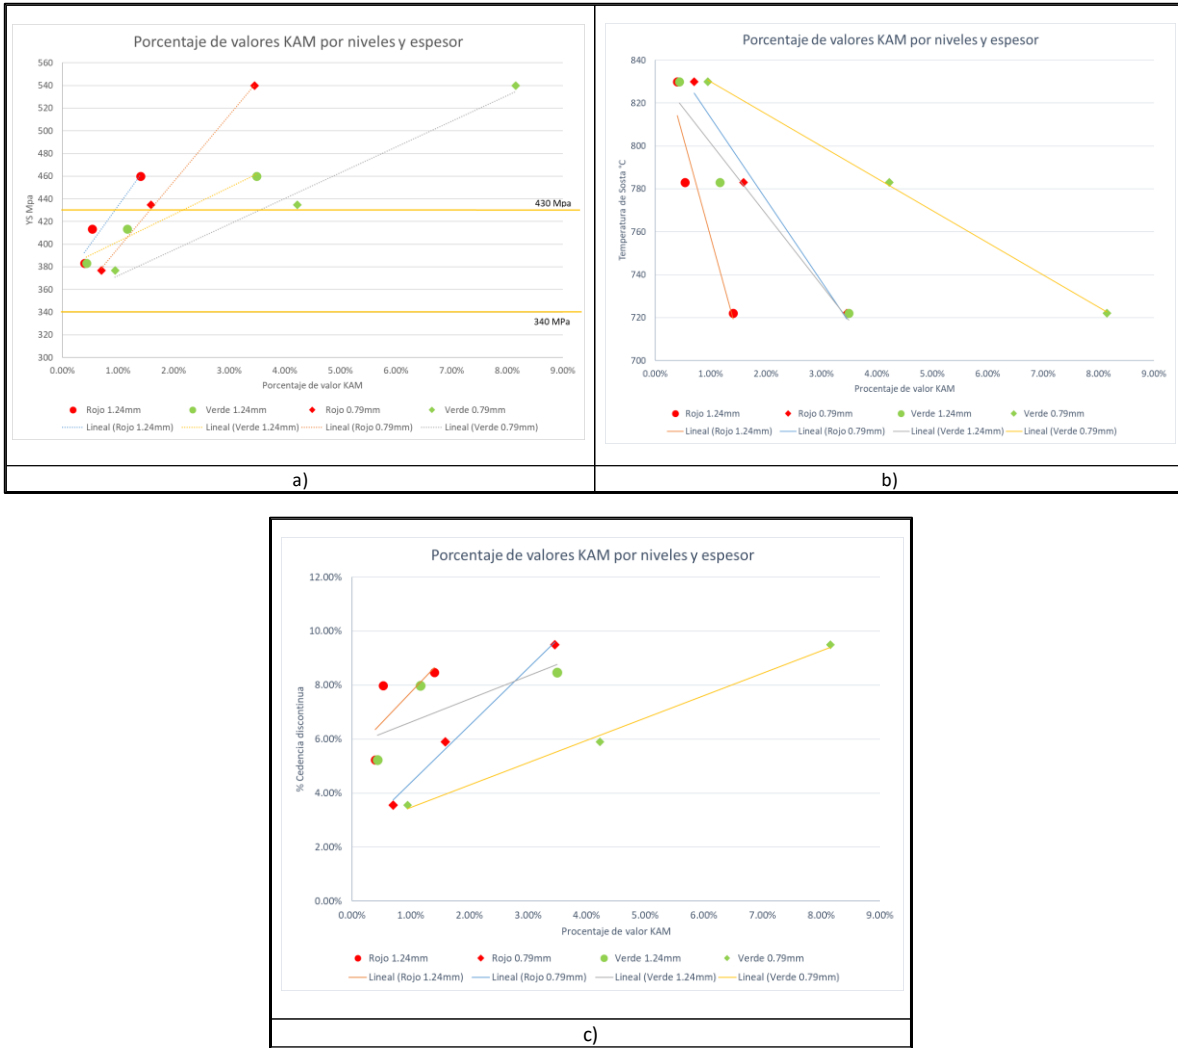 Porcentaje de valores KAM por niveles y espesor
YS Mpa
560
540
520
500
480
460
440
420
400
380
360
340
320
300
430 Mpa
340 MPa
0.00% 1.00% 2.00% 3.00% 4.00% 5.00% 6.00% 7.00% 8.00% 9.00%
Porcentaje de valor KAM
Rojo 1.24mm Verde 1.24mm Rojo 0.79mm Verde 0.79mm
Lineal (Rojo 1.24mm) Lineal (Verde 1.24mm) Lineal (Rojo 0.79mm) Lineal (Verde 0.79mm)
a)
Porcentaje de valores KAM por niveles y espesor
Temperatura de Sosta °C
840
820
800
780
760
740
720
700
0.00% 1.00% 2.00% 3.00% 4.00% 5.00% 6.00% 7.00% 8.00% 9.00%
Procentaje de valor KAM
Rojo 1.24mm Rojo 0.79mm Verde 1.24mm Verde 0.79mm
Lineal (Rojo 1.24mm) Lineal (Rojo 0.79mm) Lineal (Verde 1.24mm) Lineal (Verde 0.79mm)
b)
Porcentaje de valores KAM por niveles y espesor
% Cedencia discontinua
12.00%
10.00%
8.00%
6.00%
4.00%
2.00%
0.00%
0.00% 1.00% 2.00% 3.00% 4.00% 5.00% 6.00% 7.00% 8.00% 9.00%
Procentaje de valor KAM
Rojo 1.24mm Rojo 0.79mm Verde 1.24mm Verde 0.79mm
Lineal (Rojo 1.24mm) Lineal (Rojo 0.79mm) Lineal (Verde 1.24mm) Lineal (Verde 0.79mm)
c)